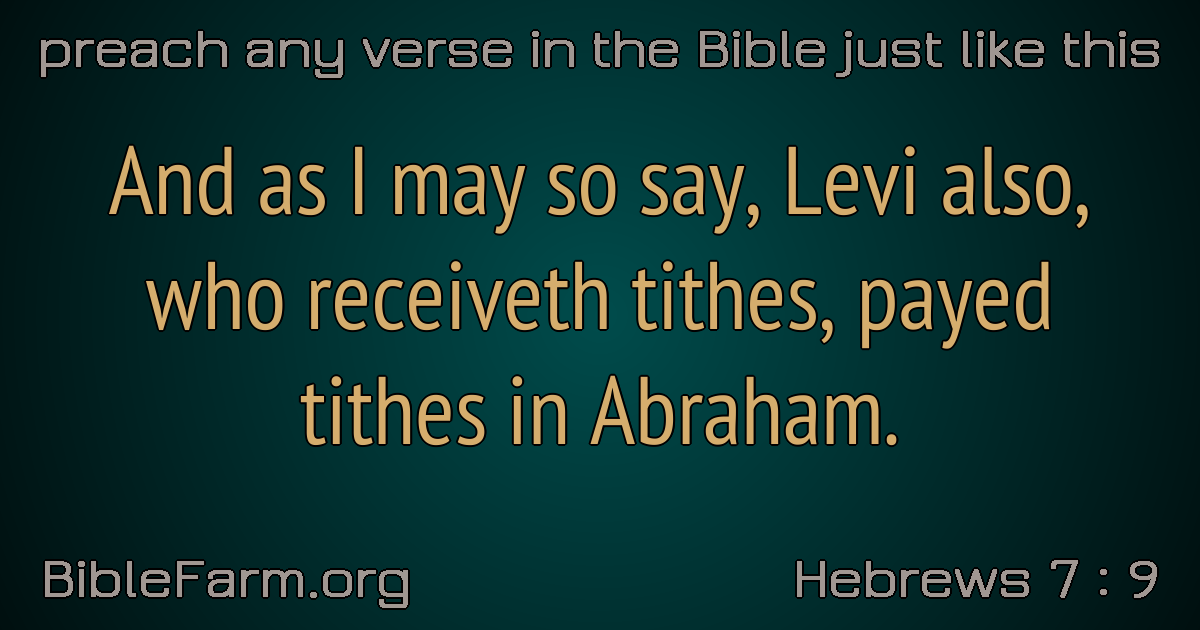 preach any verse in the Bible just like this
And as I may so say, Levi also,
who receiveth tithes, payed
tithes in Abraham.
BibleFarm.org
Hebrews 7 : 9